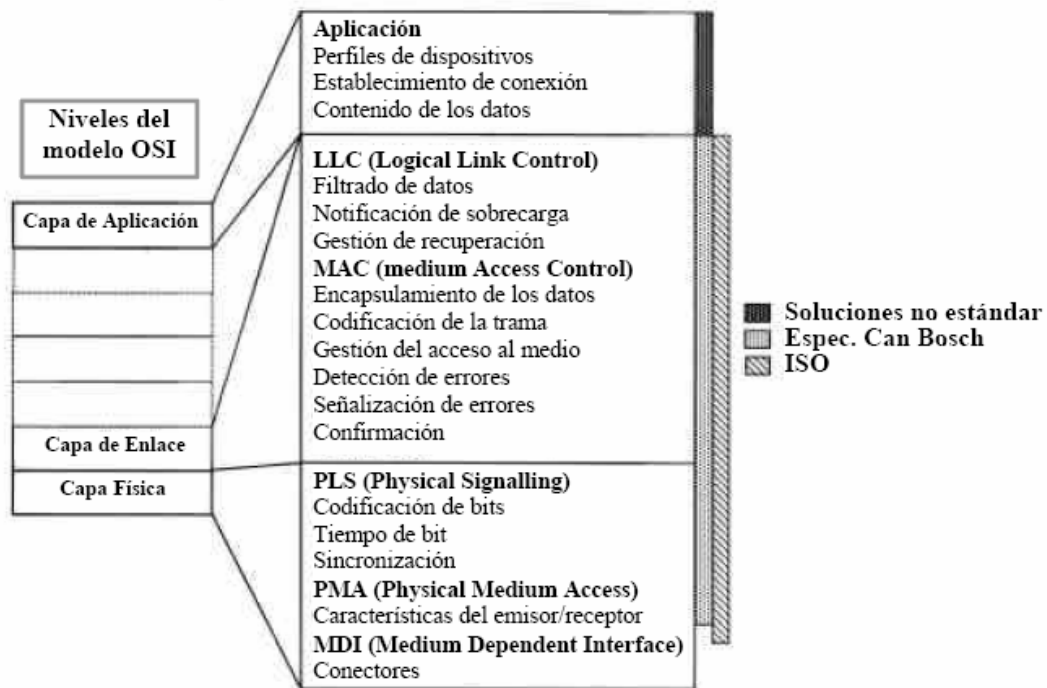 Niveles del
modelo OSI
Capa de Aplicación
Capa de Enlace
Capa Física
Aplicación
Perfiles de dispositivos
Establecimiento de conexión
Contenido de los datos
LLC (Logical Link Control)
Filtrado de datos
Notificación de sobrecarga
Gestión de recuperación
MAC (medium Access Control)
Encapsulamiento de los datos
Codificación de la trama
Gestión del acceso al medio
Detección de errores
Señalización de errores
Confirmación
PLS (Physical Signalling)
Codificación de bits
Tiempo de bit
Sincronización
PMA (Physical Medium Access)
Características del emisor/receptor
MDI (Medium Dependent Interface)
Conectores
Soluciones no estándar
Espec. Can Bosch
ISO